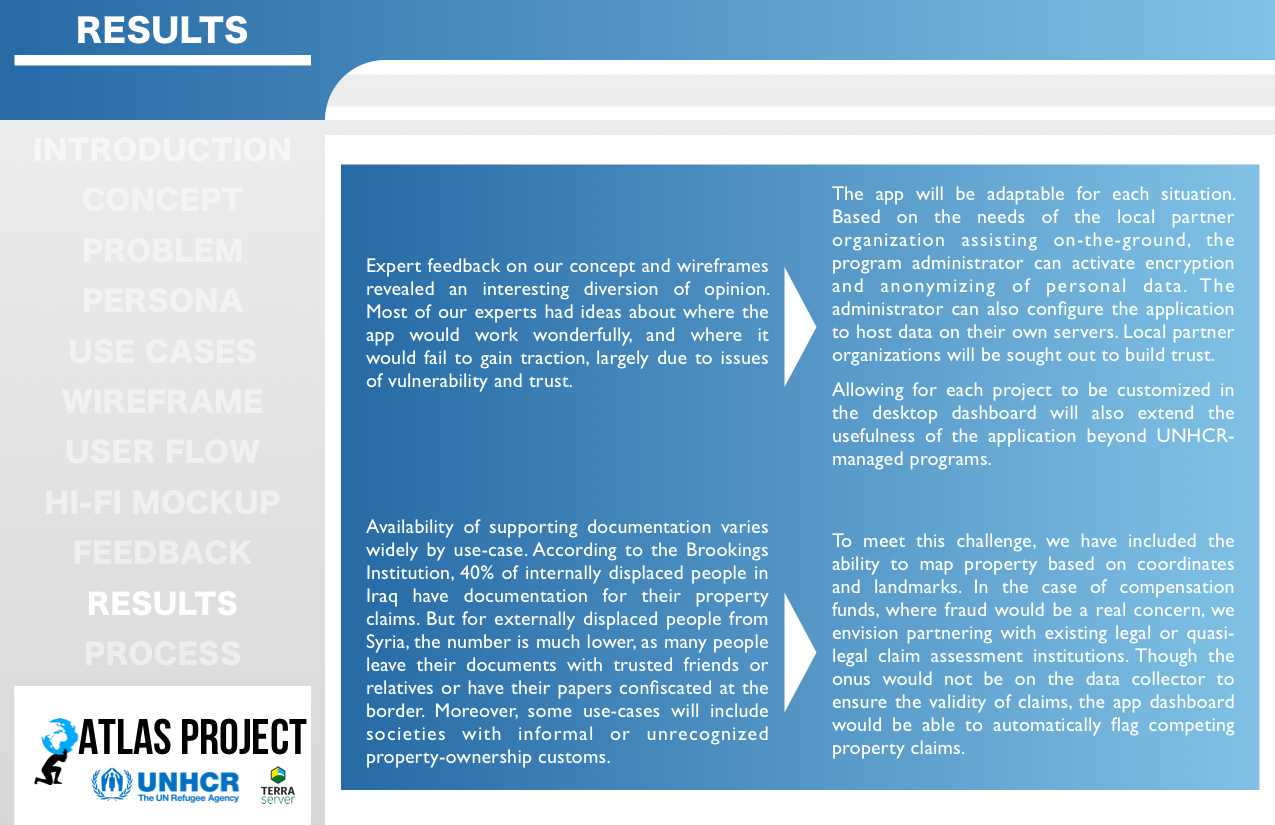 RESULTS
INTRODUCTION
CONCEPT
PROBLEM
PERSONA
USE CASES
WIREFRAME
USER FLOW
HI-FI MOCKUP
FEEDBACK
RESULTS
PROCESS
ATLAS PROJECT
UNHCR
The UN Refugee Agency
TERRA
server
Expert feedback on our concept and wireframes
revealed an interesting diversion of opinion.
Most of our experts had ideas about where the
app would work wonderfully, and where it
would fail to gain traction, largely due to issues
of vulnerability and trust.
The app will be adaptable for each situation.
Based on the needs of the local partner
organization assisting on-the-ground, the
program administrator can activate encryption
and anonymizing of personal data. The
administrator can also configure the application
to host data on their own servers. Local partner
organizations will be sought out to build trust.
Allowing for each project to be customized in
the desktop dashboard will also extend the
usefulness of the application beyond UNHCR-
managed programs.
Availability of supporting documentation varies
widely by use-case. According to the Brookings
Institution, 40% of internally displaced people in
Iraq have documentation for their property
claims. But for externally displaced people from
Syria, the number is much lower, as many people
leave their documents with trusted friends or
relatives or have their papers confiscated at the
border. Moreover, some use-cases will include
societies with informal or unrecognized
property-ownership customs.
To meet this challenge, we have included the
ability to map property based on coordinates
and landmarks. In the case of compensation
funds, where fraud would be a real concern, we
envision partnering with existing legal or quasi-
legal claim assessment institutions. Though the
onus would not be on the data collector to
ensure the validity of claims, the app dashboard
would be able to automatically flag competing
property claims.